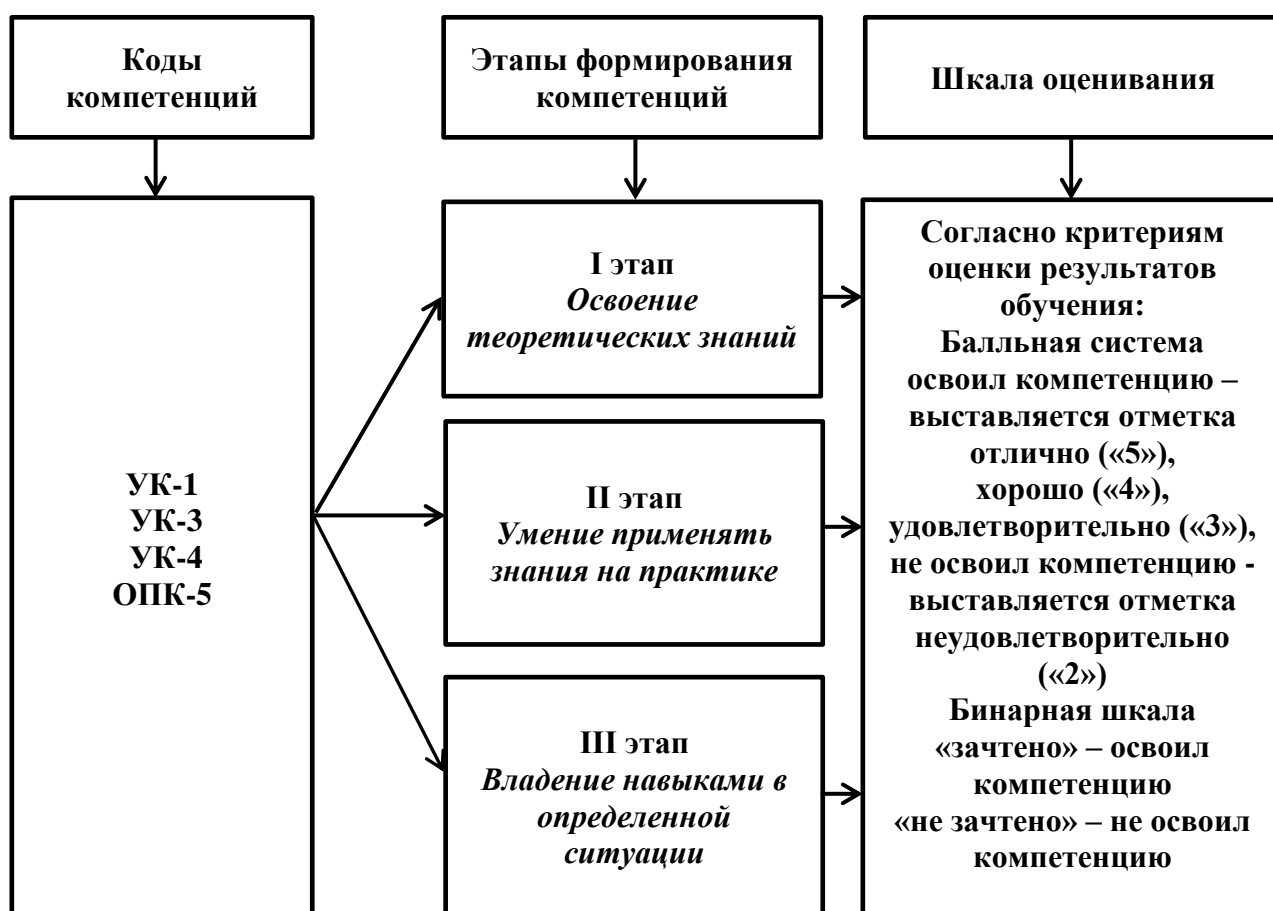 Коды
компетенций
Этапы формирования
компетенций
Шкала оценивания
УК-1
УК-3
УК-4
ОПК-5
I этап
Освоение
теоретических знаний
II этап
Умение применять
знания на практике
III этап
Владение навыками в
определенной
ситуации
Согласно критериям
оценки результатов
обучения:
Балльная система
освоил компетенцию –
выставляется отметка
отлично («5»),
хорошо («4»),
удовлетворительно («3»),
не освоил компетенцию -
выставляется отметка
неудовлетворительно
(«2»)
Бинарная шкала
«зачтено» – освоил
компетенцию
«не зачтено» – не освоил
компетенцию